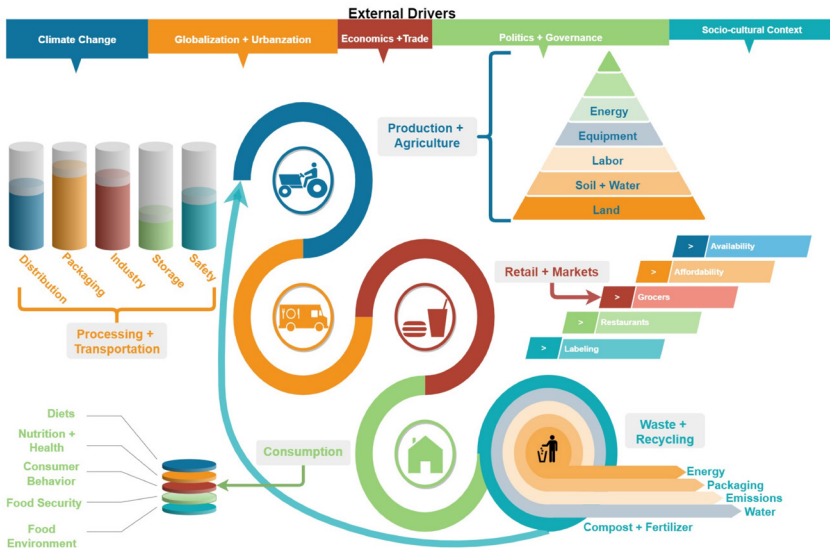 External Drivers
Climate Change
Globalization + Urbanzation
Economics +Trade
Politics + Governance
Socio-cultural Context
Production +
Agriculture
Energy
Equipment
Labor
Soil + Water
Land
Distribution
Packaging
Industry
Storage
Safety
Processing +
Transportation
Retail + Markets
> Availability
> Affordability
> Grocers
> Restaurants
> Labeling
Diets
Nutrition +
Health
Consumer
Behavior
Food Security
Food
Environment
Consumption
Waste +
Recycling
Energy
Packaging
Emissions
Water
Compost + Fertilizer